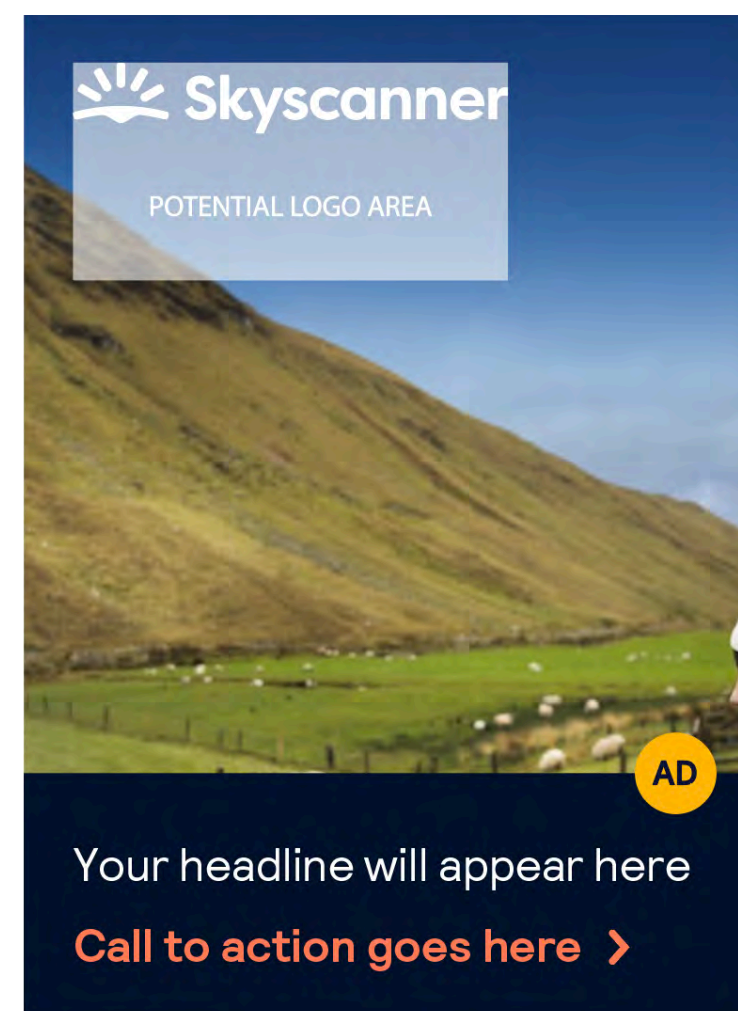 Skyscanner
POTENTIAL LOGO AREA
AD
Your headline will appear here
Call to action goes here